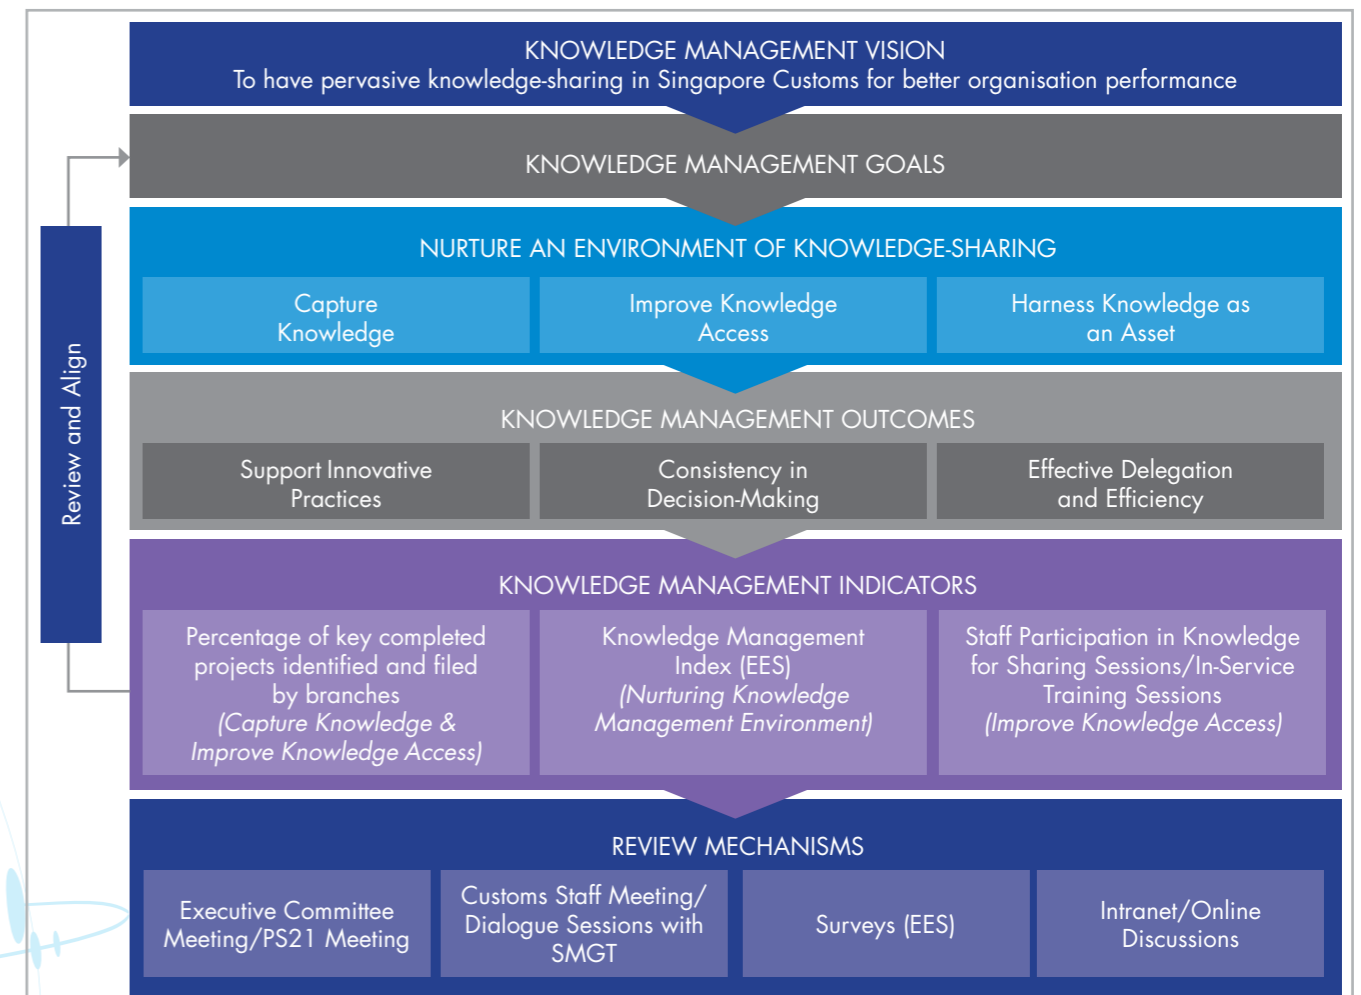 KNOWLEDGE MANAGEMENT VISION
To have pervasive knowledge-sharing in Singapore Customs for better organisation performance
KNOWLEDGE MANAGEMENT GOALS
NURTURE AN ENVIRONMENT OF KNOWLEDGE-SHARING
Capture
Knowledge
Improve Knowledge
Access
Harness Knowledge as
an Asset
Review and Align
KNOWLEDGE MANAGEMENT OUTCOMES
Support Innovative
Practices
Consistency in
Decision-Making
Effective Delegation
and Efficiency
KNOWLEDGE MANAGEMENT INDICATORS
Percentage of key completed
projects identified and filed
by branches
(Capture Knowledge &
Improve Knowledge Access)
Knowledge Management
Index (EES)
(Nurturing Knowledge
Management Environment)
Staff Participation in Knowledge
for Sharing Sessions/In-Service
Training Sessions
(Improve Knowledge Access)
REVIEW MECHANISMS
Executive Committee
Meeting/PS21 Meeting
Customs Staff Meeting/
Dialogue Sessions with
SMGT
Surveys (EES)
Intranet/Online
Discussions